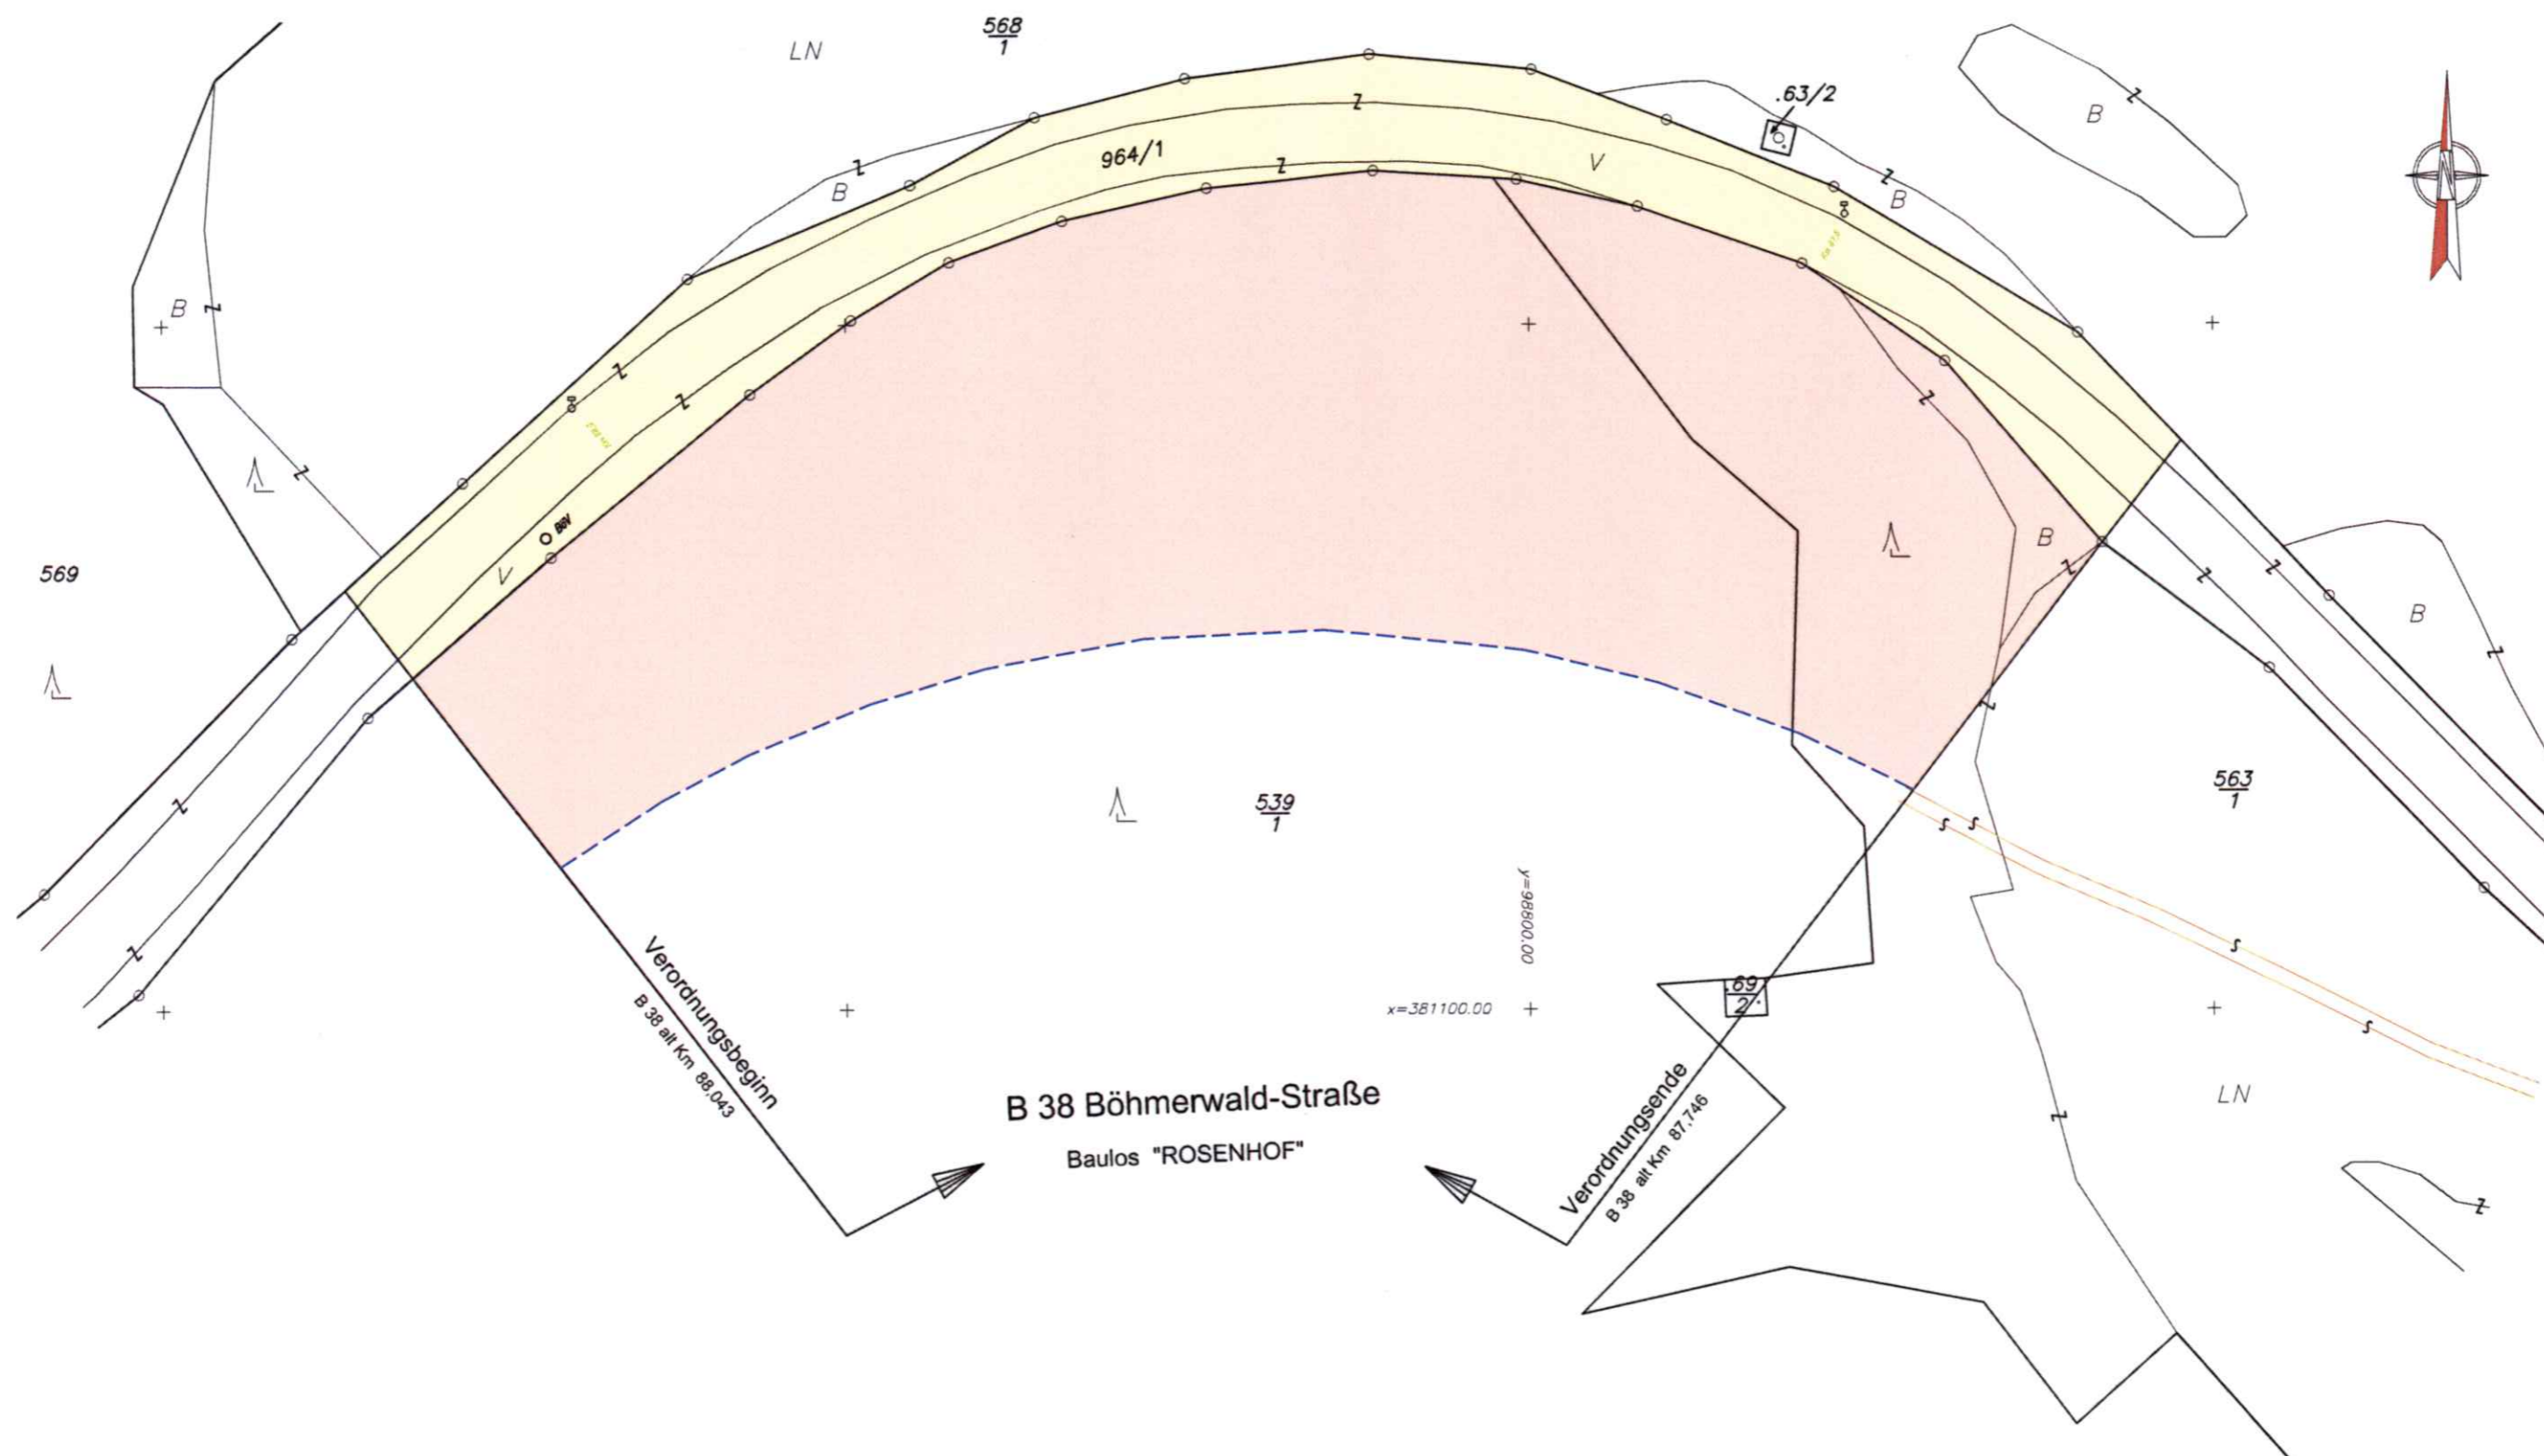 568
1
LN
.63/2
B
964/1
V
B
B
N
B
BóV
V
B
569
B
539
1
563
1
y=98800.00
x=381100.00
.69
2
Verordnungsbeginn
B 38 alt Km 88,043
B 38 Böhmerwald-Straße
Baulos "ROSENHOF"
Verordnungsende
B 38 alt Km 87,746
LN